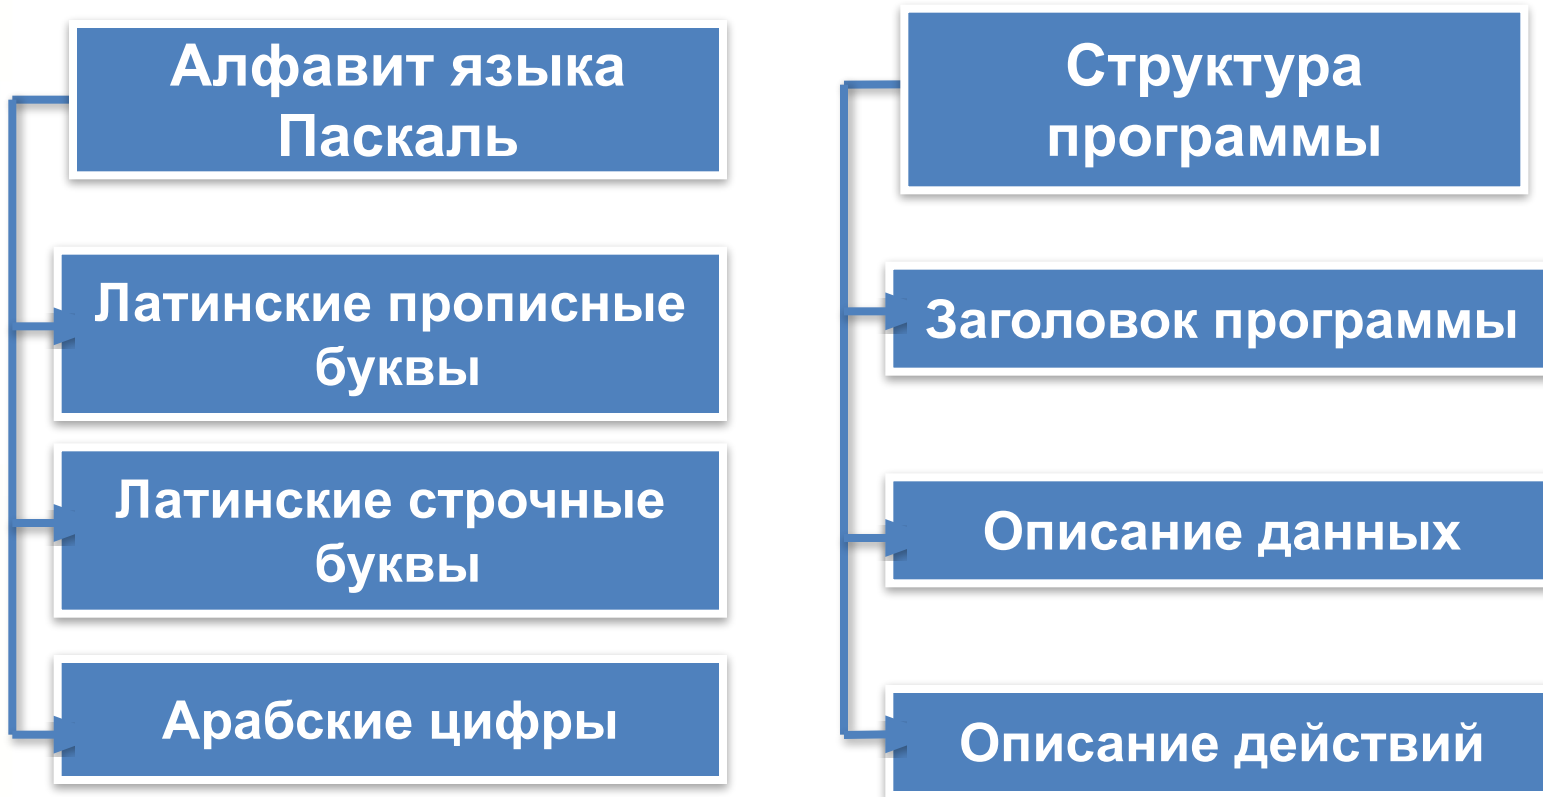 Алфавит языка
Паскаль
Латинские прописные
буквы
Латинские строчные
буквы
Арабские цифры
Структура
программы
Заголовок программы
Описание данных
Описание действий